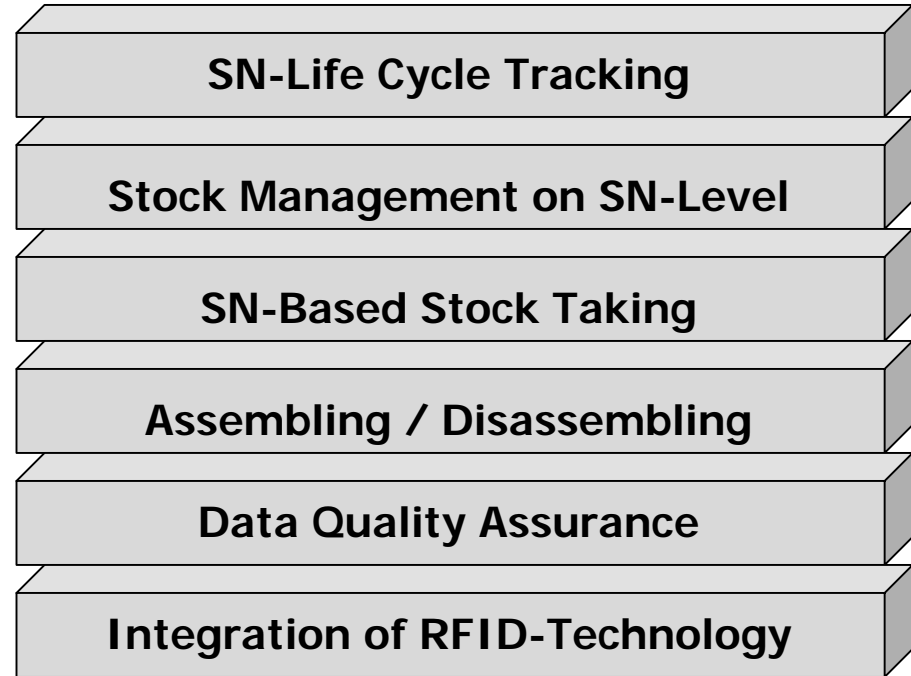 SN-Life Cycle Tracking
Stock Management on SN-Level
SN-Based Stock Taking
Assembling / Disassembling
Data Quality Assurance
Integration of RFID-Technology